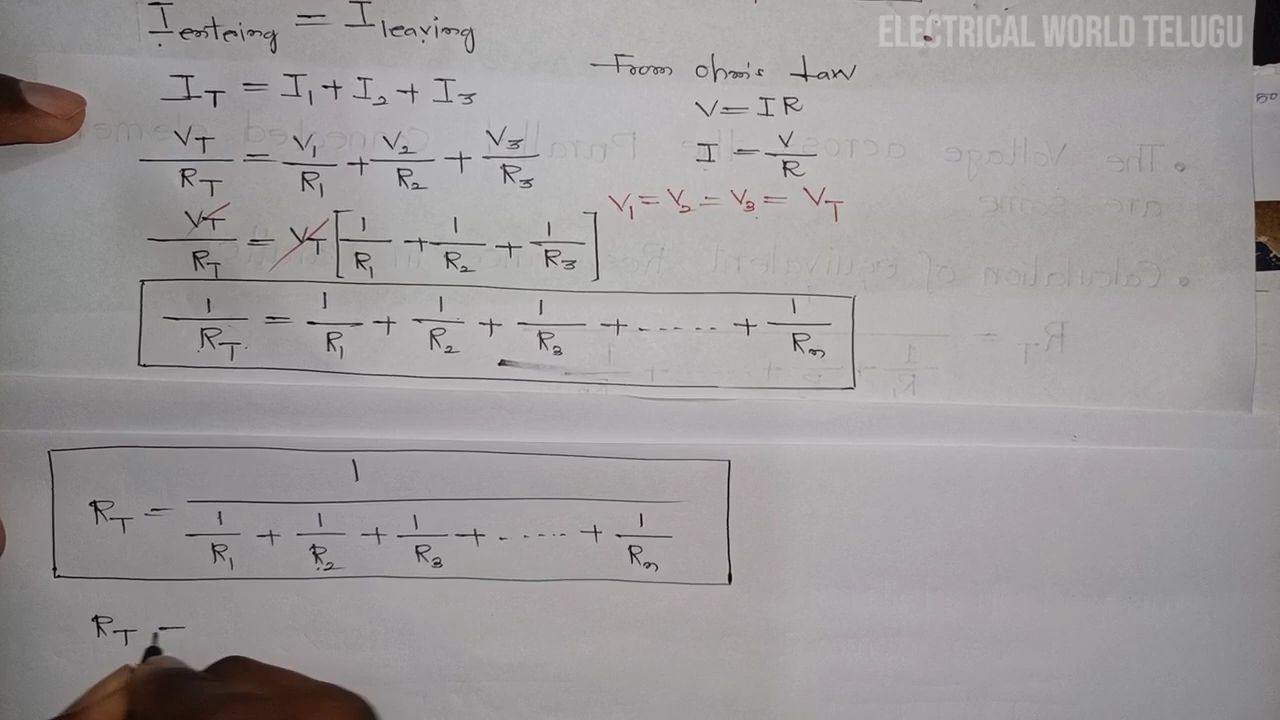 ELECTRICAL WORLD TELUGU
I entering = I leaving
I_T = I_1 + I_2 + I_3
V_T/R_T = V_1/R_1 + V_2/R_2 + V_3/R_3
V_T/R_T = V_T [1/R_1 + 1/R_2 + 1/R_3]
1/R_T = 1/R_1 + 1/R_2 + 1/R_3 + ..... + 1/R_n
From ohm's law
V = IR
I = V/R
V_1 = V_2 = V_3 = V_T
R_T = 1/(1/R_1 + 1/R_2 + 1/R_3 + ..... + 1/R_n)
R_T =